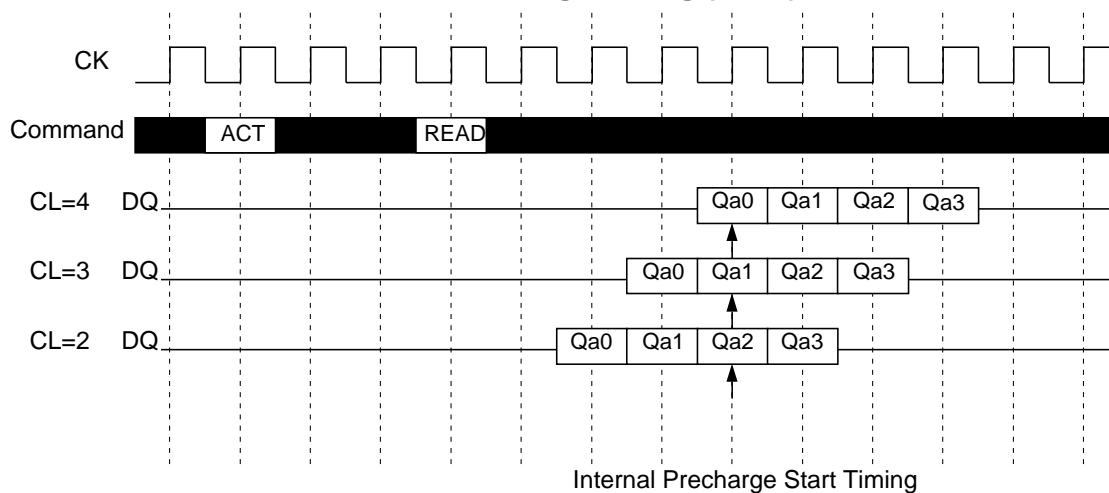 CK
Command ACT READ
CL=4 DQ Qa0 Qa1 Qa2 Qa3
CL=3 DQ Qa0 Qa1 Qa2 Qa3
CL=2 DQ Qa0 Qa1 Qa2 Qa3
Internal Precharge Start Timing